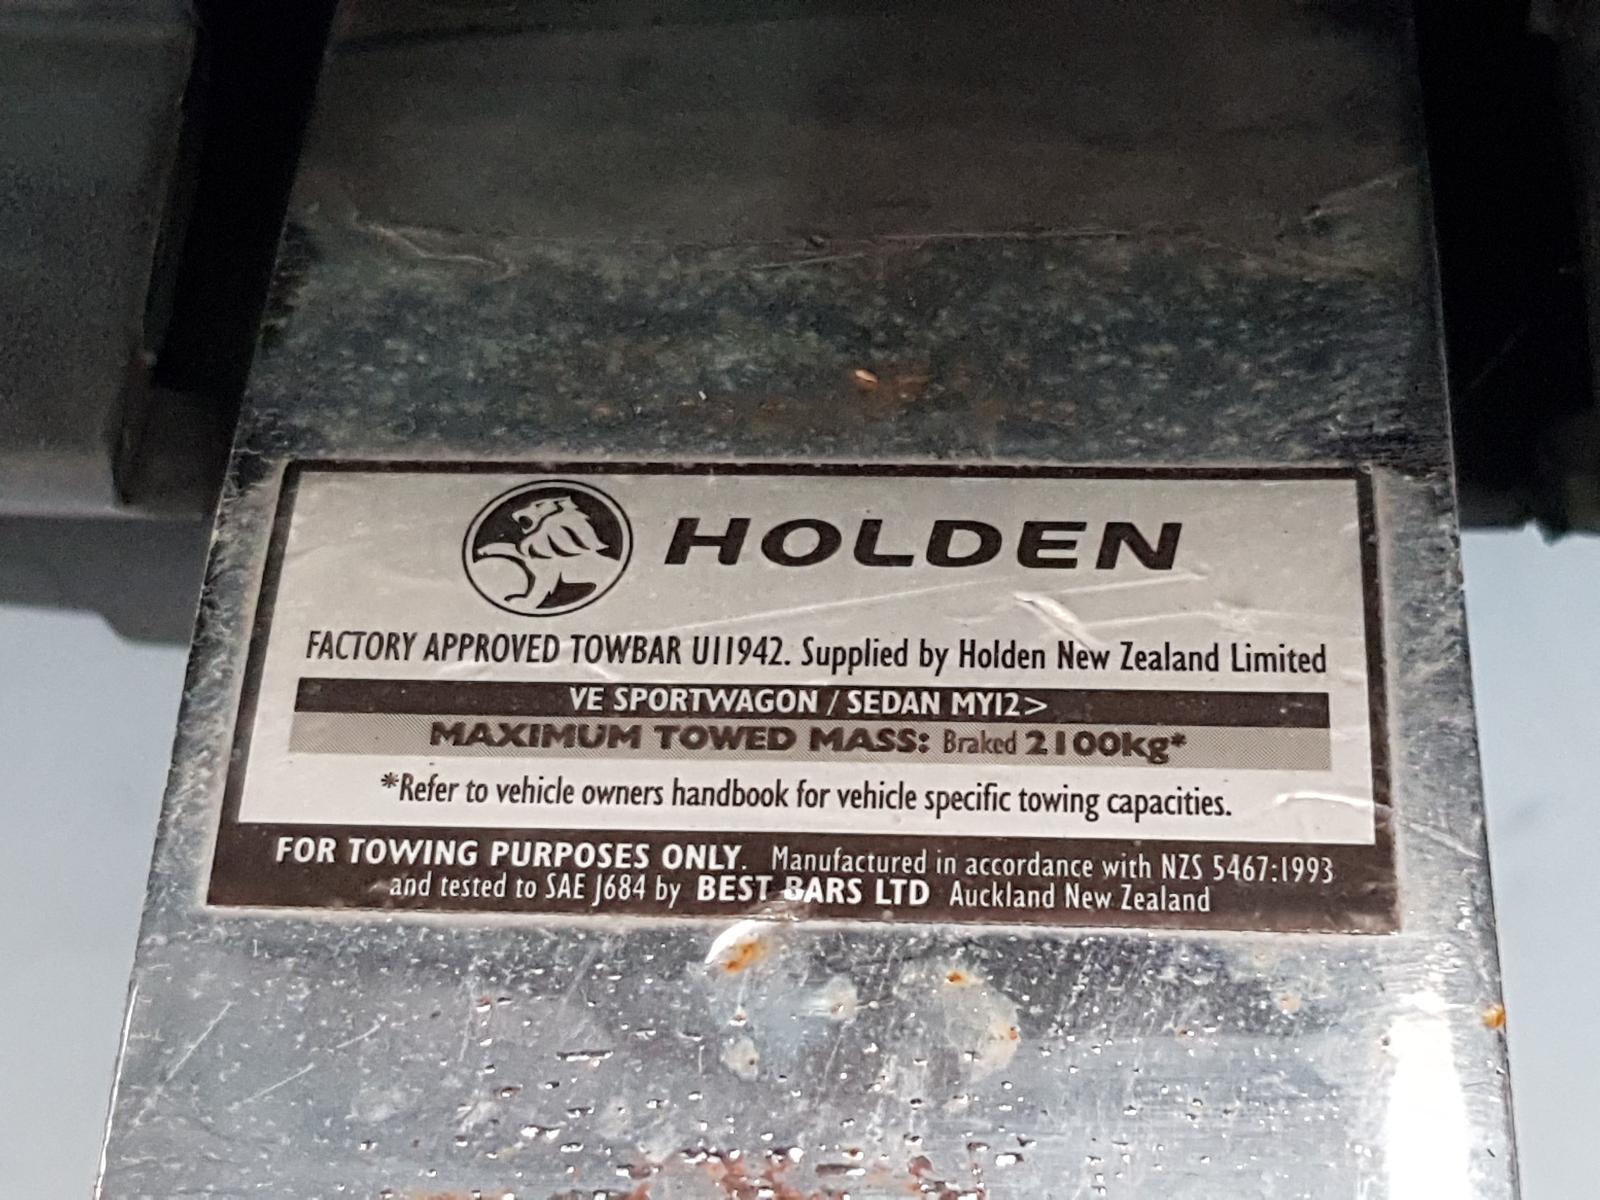 HOLDEN
FACTORY APPROVED TOWBAR U11942. Supplied by Holden New Zealand Limited
VE SPORTWAGON / SEDAN MY12>
MAXIMUM TOWED MASS: Braked 2100kg*
*Refer to vehicle owners handbook for vehicle specific towing capacities.
FOR TOWING PURPOSES ONLY. Manufactured in accordance with NZS 5467:1993
and tested to SAE J684 by BEST BARS LTD Auckland New Zealand